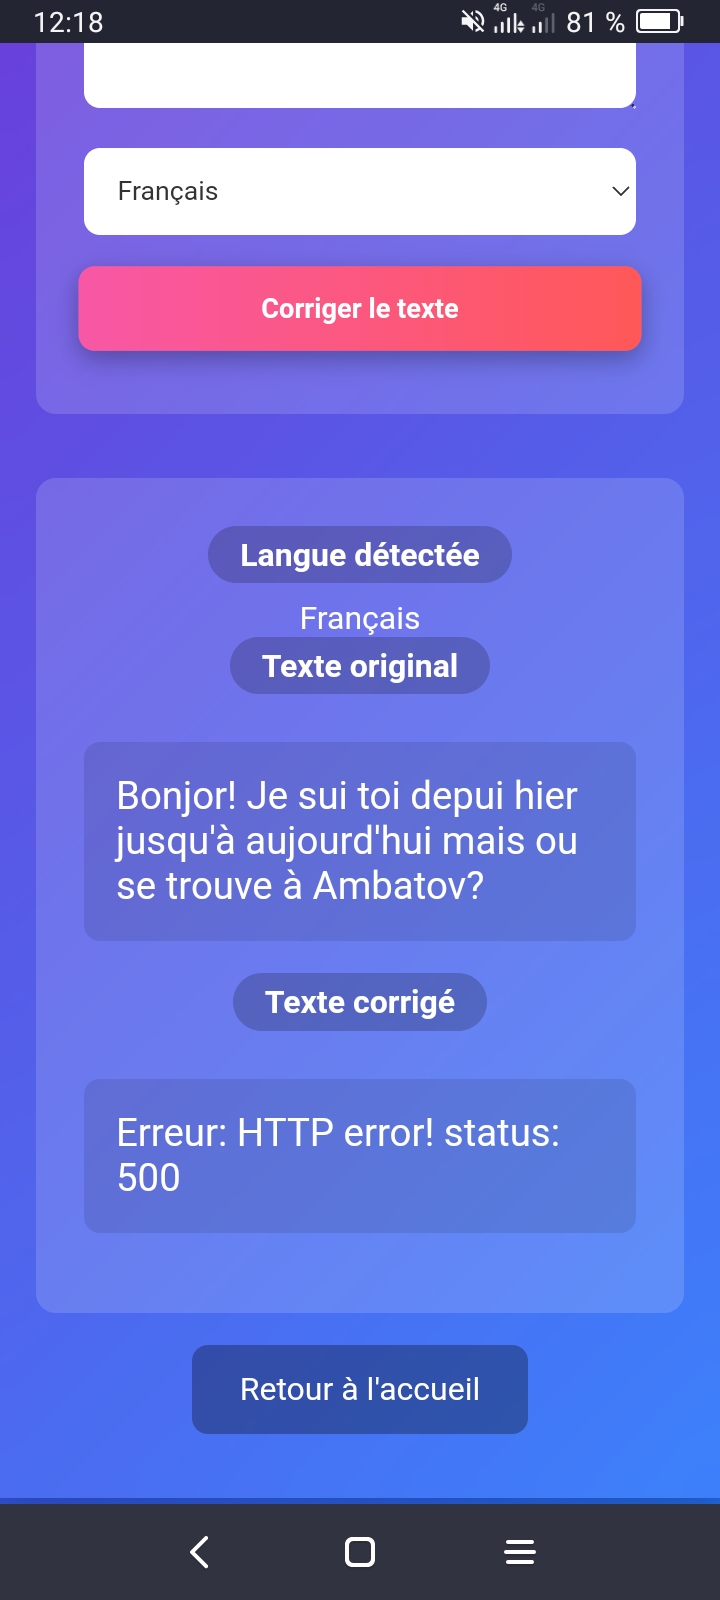 12:18
4G 4G 81 %
Français
Corriger le texte
Langue détectée
Français
Texte original
Bonjor! Je sui toi depui hier
jusqu'à aujourd'hui mais ou
se trouve à Ambatov?
Texte corrigé
Erreur: HTTP error! status:
500
Retour à l'accueil